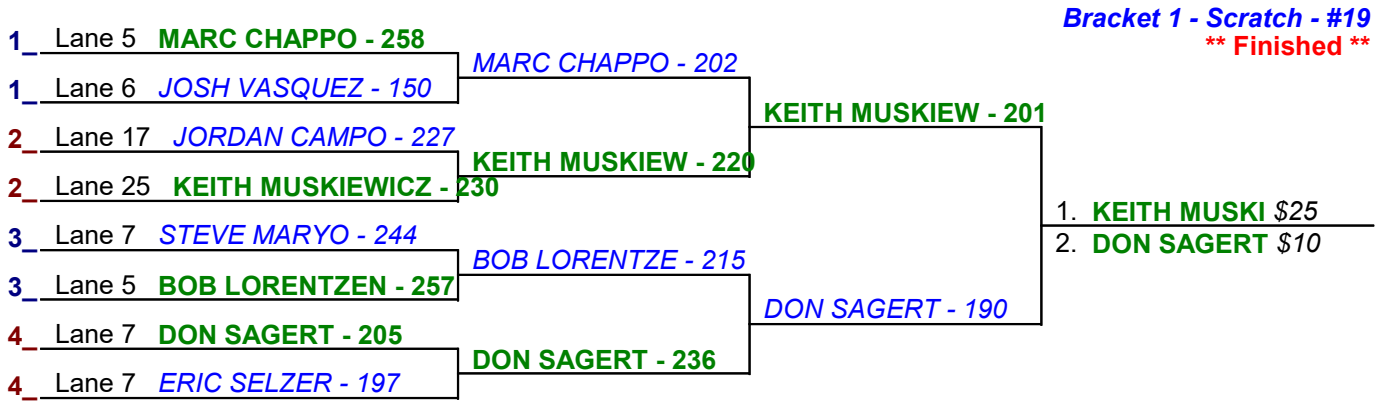 Bracket 1 - Scratch - #19
** Finished **
1_ Lane 5 MARC CHAPPO - 258
MARC CHAPPO - 202
1_ Lane 6 JOSH VASQUEZ - 150
KEITH MUSKIEW - 201
2_ Lane 17 JORDAN CAMPO - 227
KEITH MUSKIEW - 220
2_ Lane 25 KEITH MUSKIEWICZ - 230
1. KEITH MUSKI $25
3_ Lane 7 STEVE MARYO - 244
2. DON SAGERT $10
BOB LORENTZE - 215
3_ Lane 5 BOB LORENTZEN - 257
DON SAGERT - 190
4_ Lane 7 DON SAGERT - 205
DON SAGERT - 236
4_ Lane 7 ERIC SELZER - 197